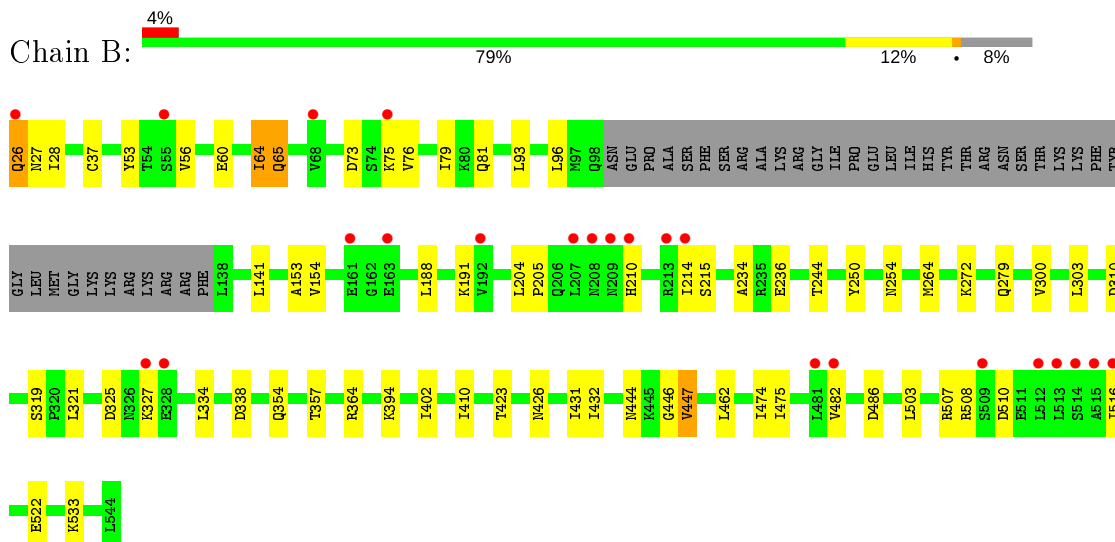 4%
Chain B:
79% 12% • 8%
Q26 N27 I28 C37 Y53 T54 S55 V56 E60 I64 Q65 V68 D73 S74 K75 V76 I79 K80 Q81 L93 L96 M97 Q98 ASN GLU PRO ALA SER PHE SER ARG ALA LYS ARG GLY ILE PRO GLU LEU ILE HIS TYR THR ARG ASN SER THR LYS LYS PHE TYR
GLY LEU MET GLY LYS LYS ARG LYS ARG ARG PHE L138 L141 A153 V154 E161 G162 E163 L188 K191 V192 L204 P205 Q206 L207 N208 N209 H210 R213 I214 S215 A234 R235 E236 T244 Y250 N254 M264 K272 Q279 V300 L303 D310
S319 P320 L321 D325 N326 K327 E328 L334 D338 Q354 T357 R364 K394 I402 I410 T423 N426 I431 I432 N444 K445 G446 V447 L462 I474 I475 L481 V482 D486 L503 R507 R508 S509 D510 E511 L512 L513 S514 A515
E522 K533 L544